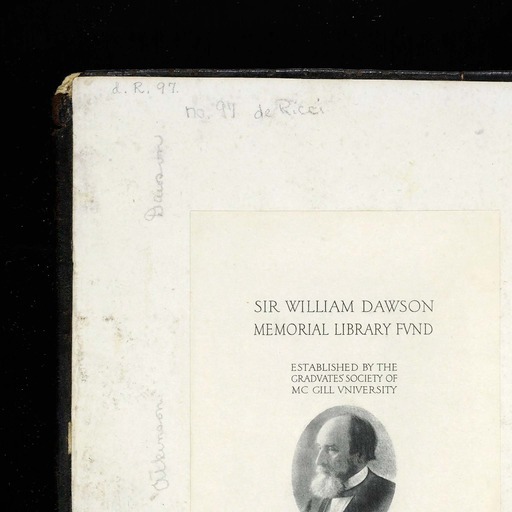 d. R. 97.
no. 97 de Ricci
Dawson
SIR WILLIAM DAWSON
MEMORIAL LIBRARY FVND
ESTABLISHED BY THE
GRADVATES' SOCIETY OF
MC GILL VNIVERSITY
Atkinson